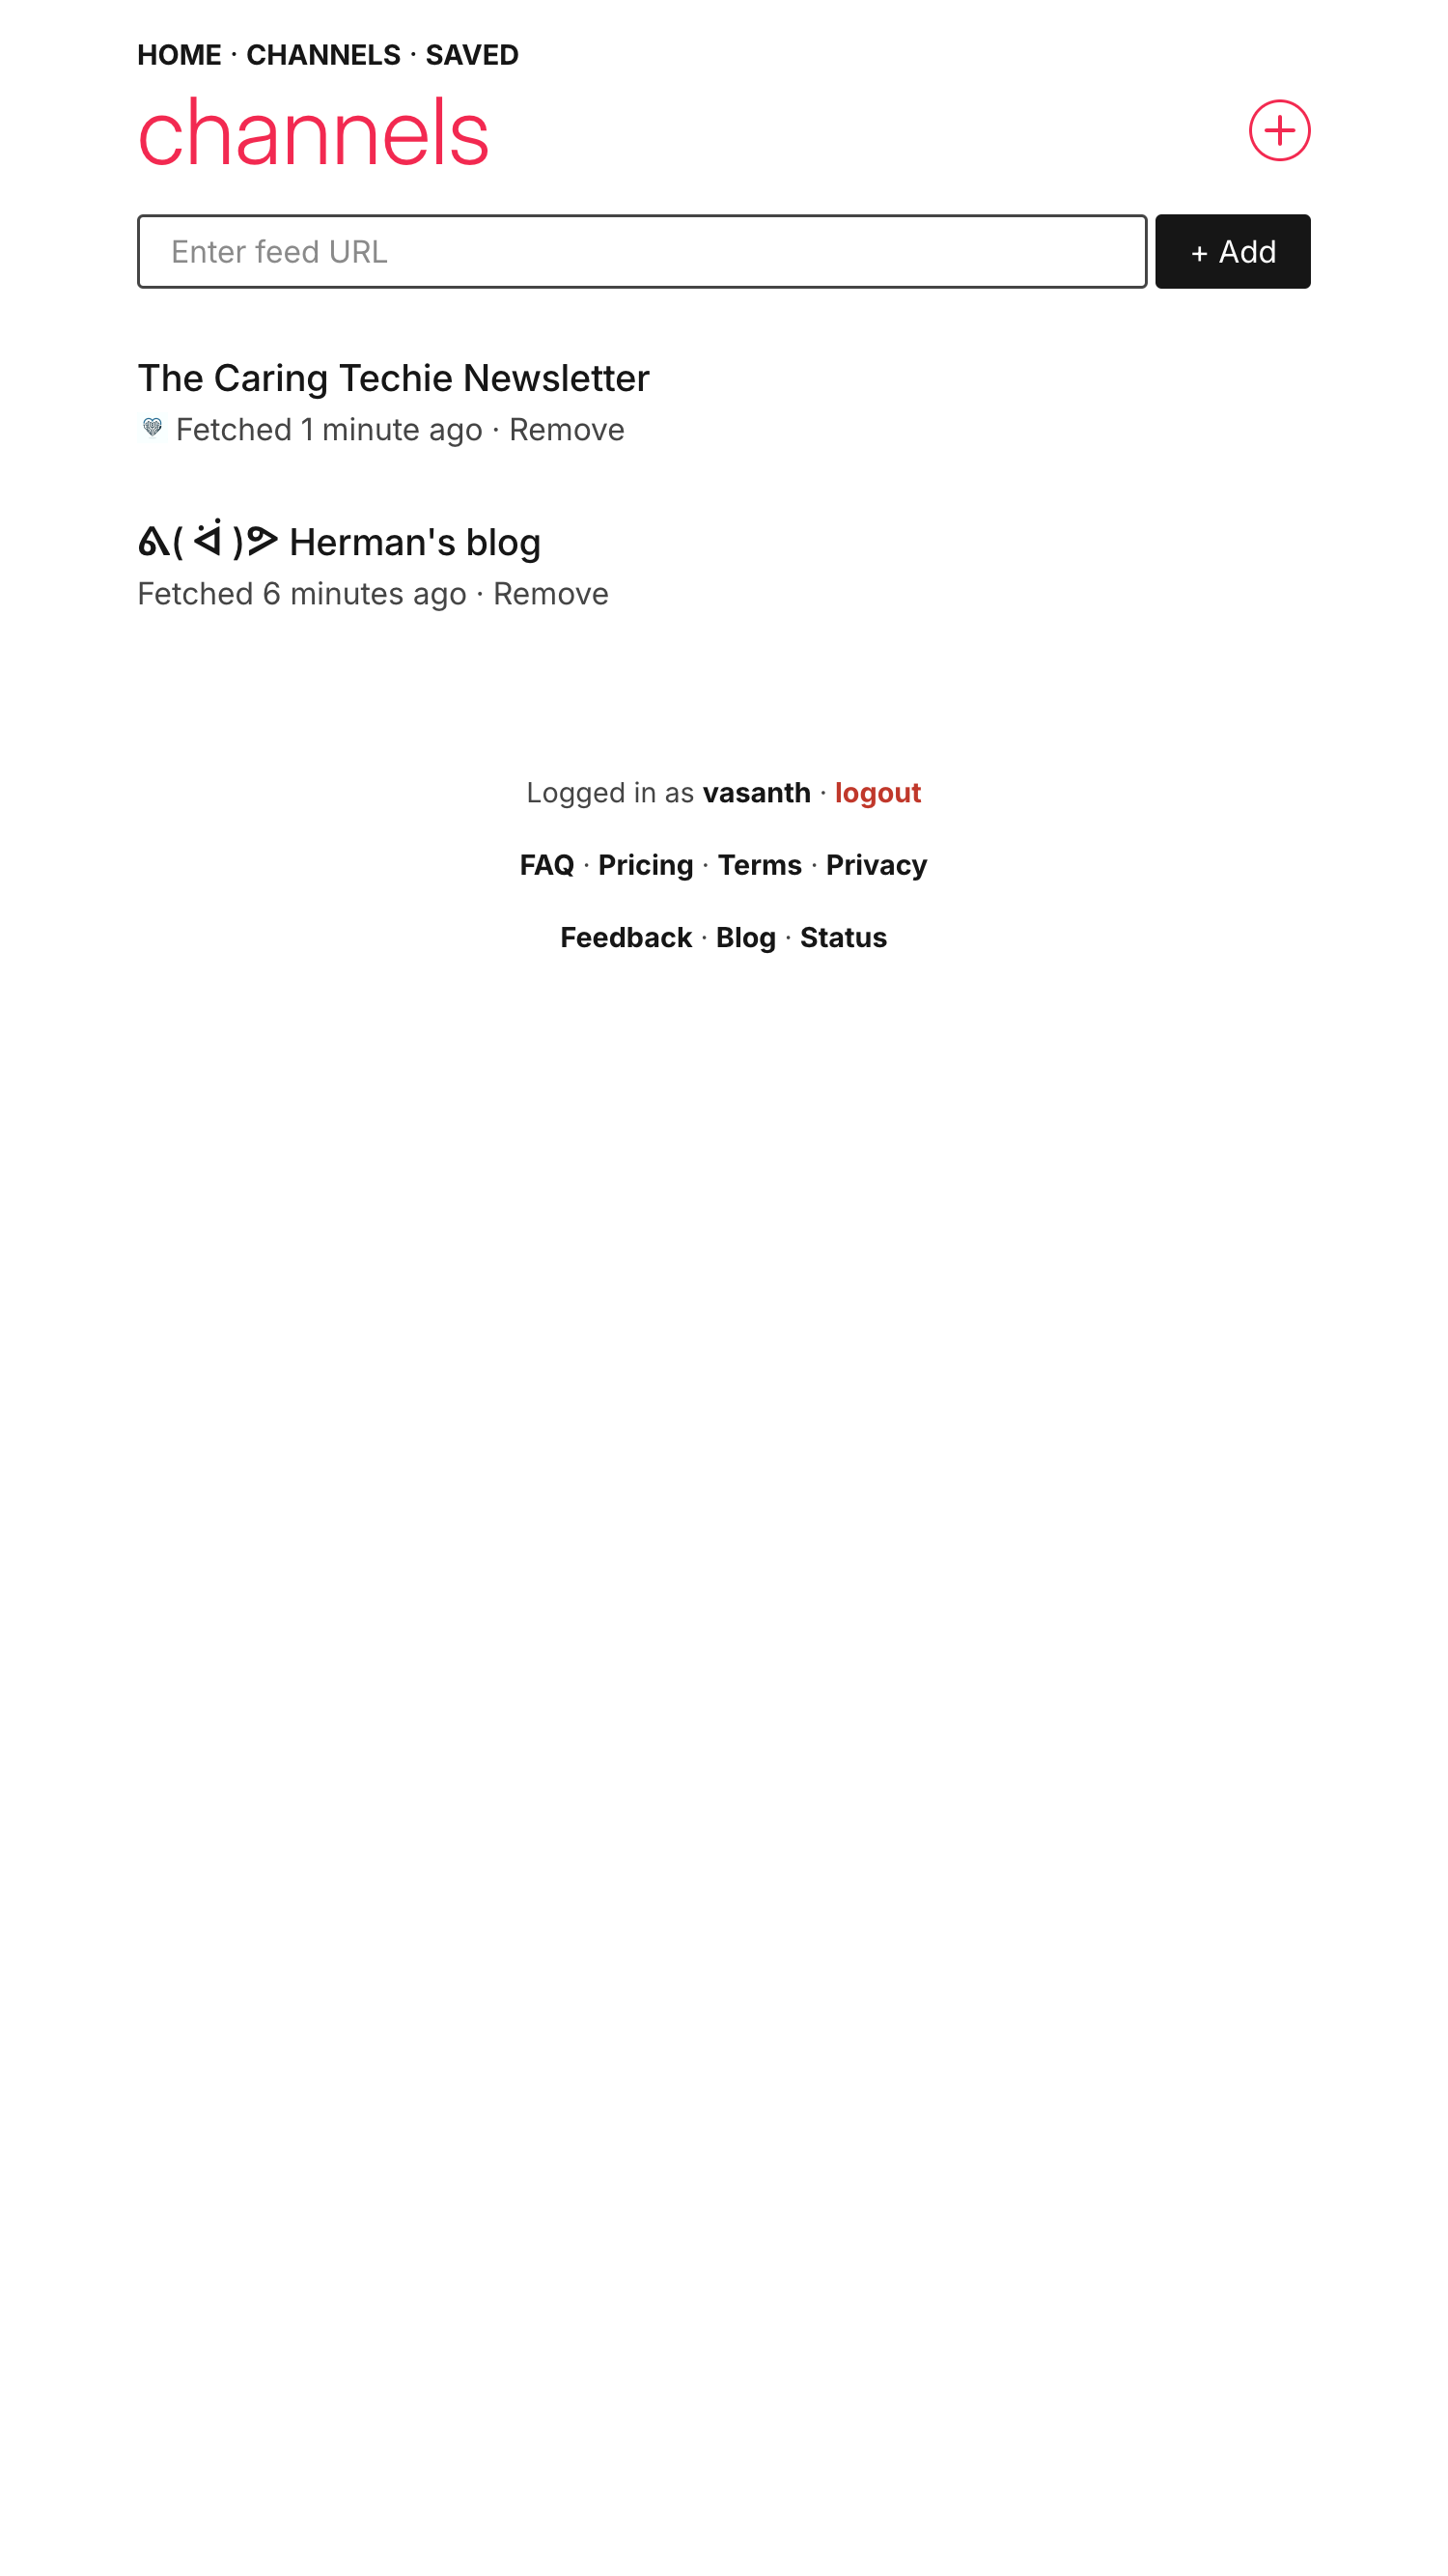 HOME · CHANNELS · SAVED
channels
Enter feed URL
+ Add
The Caring Techie Newsletter
Fetched 1 minute ago · Remove
ᕕ( ᐛ )ᕗ Herman's blog
Fetched 6 minutes ago · Remove
Logged in as vasanth · logout
FAQ · Pricing · Terms · Privacy
Feedback · Blog · Status